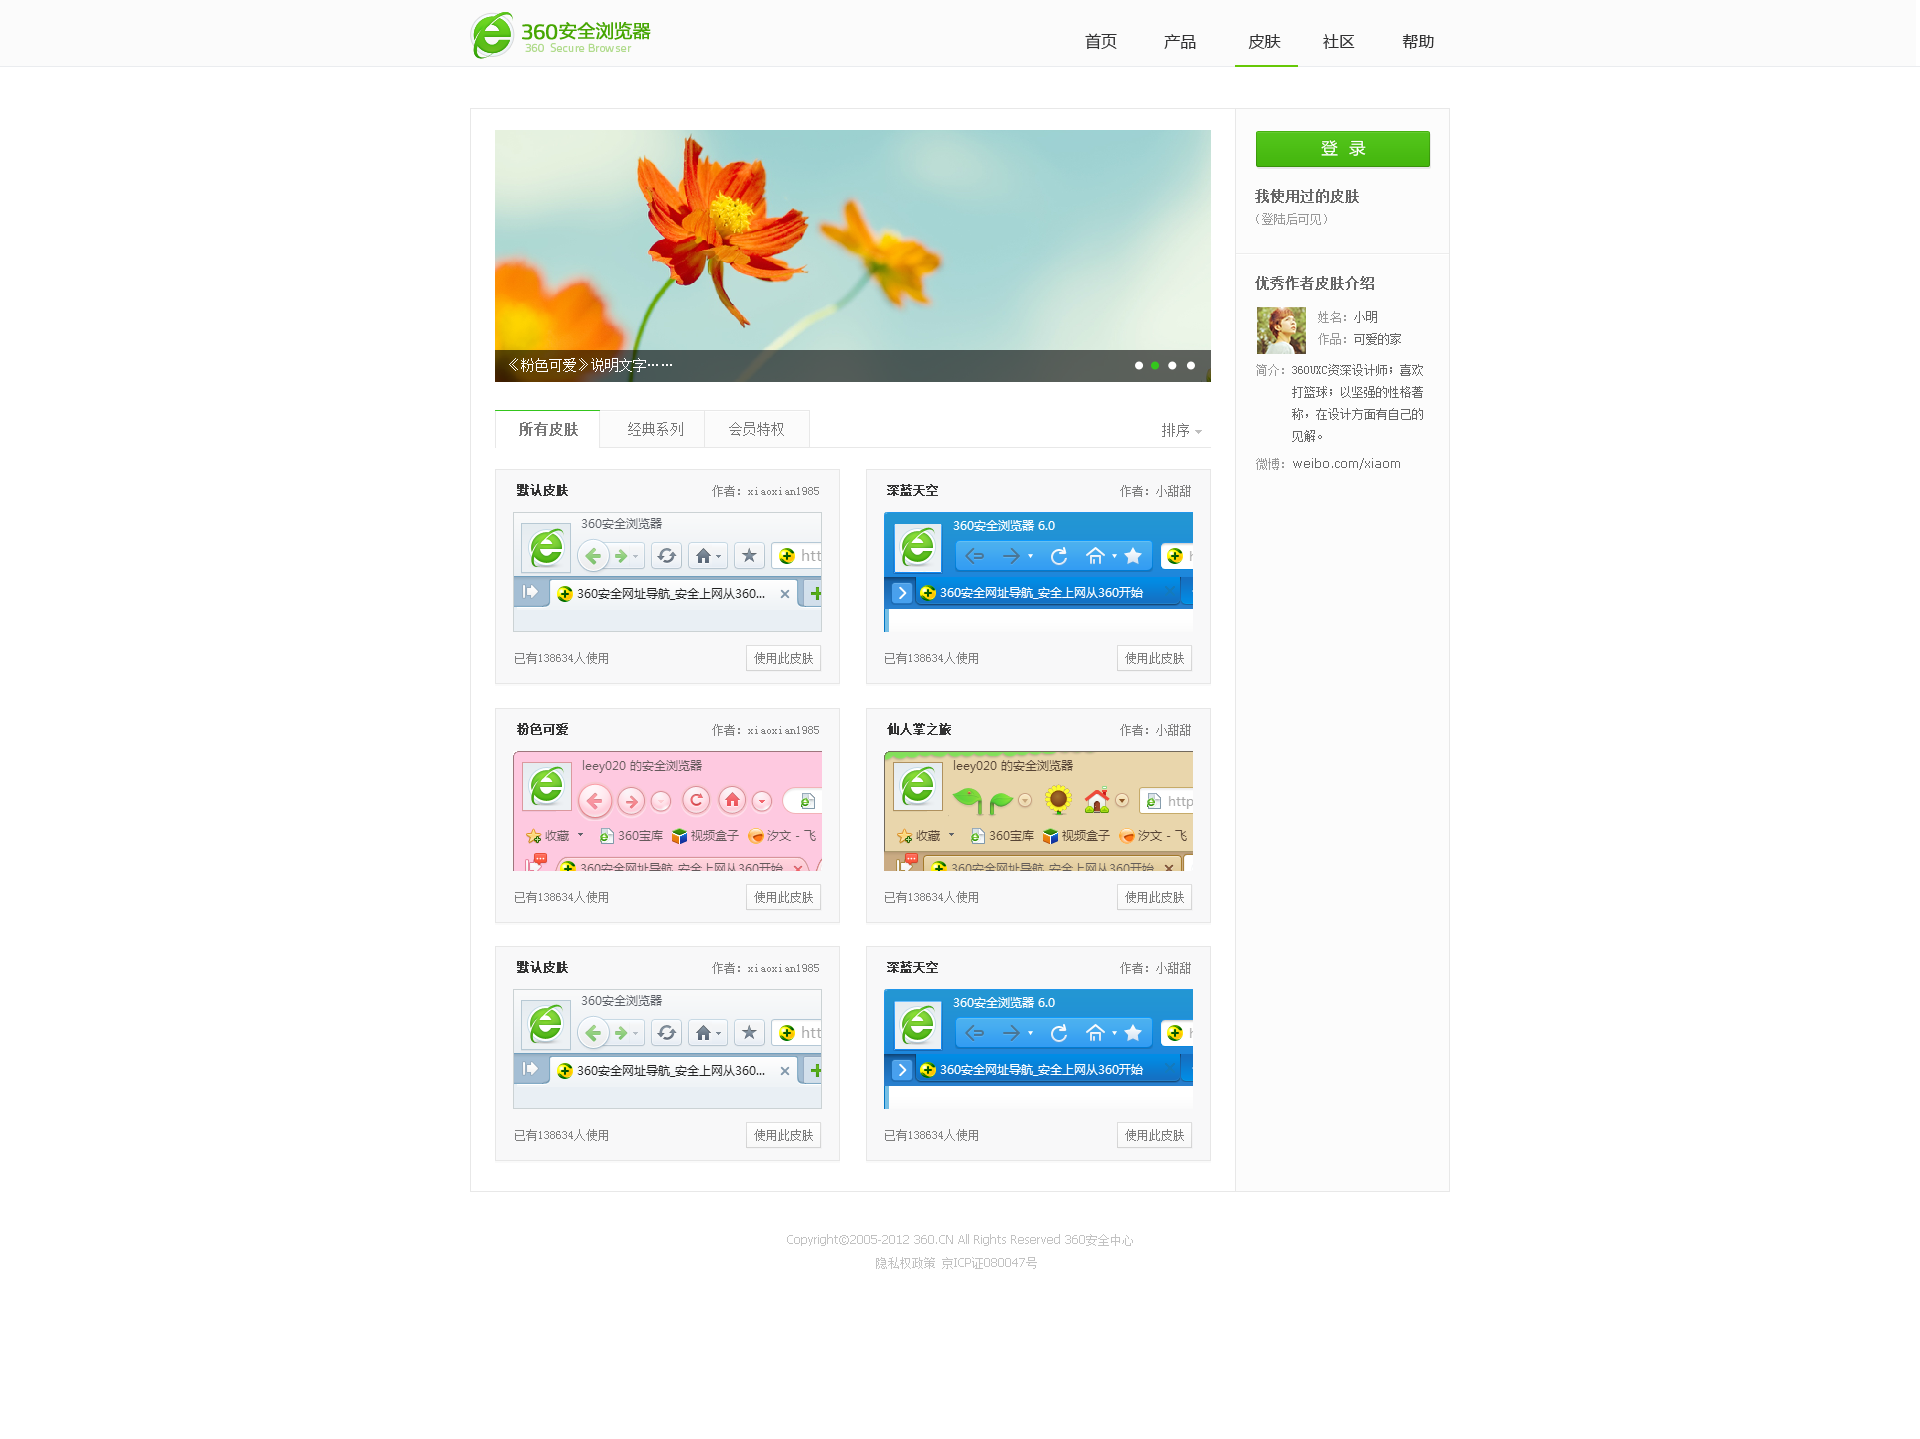 360安全浏览器
360 Secure Browser
首页 产品 皮肤 社区 帮助
《粉色可爱》说明文字……
登 录
我使用过的皮肤
（登陆后可见）
优秀作者皮肤介绍
姓名：小明
作品：可爱的家
简介：360UXC资深设计师；喜欢
打篮球；以坚强的性格著
称，在设计方面有自己的
见解。
微博：weibo.com/xiaom
所有皮肤 经典系列 会员特权 排序
默认皮肤 作者：xiaoxian1985
360安全浏览器
htt
360安全网址导航_安全上网从360...
已有138634人使用 使用此皮肤
深蓝天空 作者：小甜甜
360安全浏览器 6.0
360安全网址导航_安全上网从360开始
已有138634人使用 使用此皮肤
粉色可爱 作者：xiaoxian1985
leey020 的安全浏览器
收藏 360宝库 视频盒子 汐文 - 飞
360安全网址导航_安全上网从360开始
已有138634人使用 使用此皮肤
仙人掌之旅 作者：小甜甜
leey020 的安全浏览器
http
收藏 360宝库 视频盒子 汐文 - 飞
360安全网址导航_安全上网从360开始
已有138634人使用 使用此皮肤
默认皮肤 作者：xiaoxian1985
360安全浏览器
htt
360安全网址导航_安全上网从360...
已有138634人使用 使用此皮肤
深蓝天空 作者：小甜甜
360安全浏览器 6.0
360安全网址导航_安全上网从360开始
已有138634人使用 使用此皮肤
Copyright©2005-2012 360.CN All Rights Reserved 360安全中心
隐私权政策 京ICP证080047号